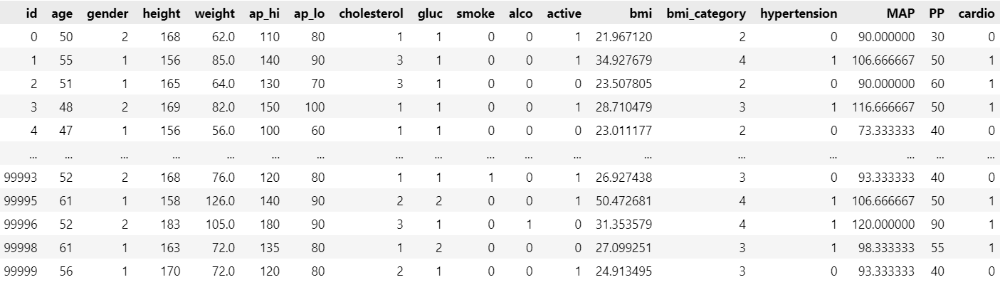 id age gender height weight ap_hi ap_lo cholesterol gluc smoke alco active bmi bmi_category hypertension MAP PP cardio
0 50 2 168 62.0 110 80 1 1 0 0 1 21.967120 2 0 90.000000 30 0
1 55 1 156 85.0 140 90 3 1 0 0 1 34.927679 4 1 106.666667 50 1
2 51 1 165 64.0 130 70 3 1 0 0 0 23.507805 2 0 90.000000 60 1
3 48 2 169 82.0 150 100 1 1 0 0 1 28.710479 3 1 116.666667 50 1
4 47 1 156 56.0 100 60 1 1 0 0 0 23.011177 2 0 73.333333 40 0
... ... ... ... ... ... ... ... ... ... ... ... ... ... ... ... ... ...
99993 52 2 168 76.0 120 80 1 1 1 0 1 26.927438 3 0 93.333333 40 0
99995 61 1 158 126.0 140 90 2 2 0 0 1 50.472681 4 1 106.666667 50 1
99996 52 2 183 105.0 180 90 3 1 0 1 0 31.353579 4 1 120.000000 90 1
99998 61 1 163 72.0 135 80 1 2 0 0 0 27.099251 3 1 98.333333 55 1
99999 56 1 170 72.0 120 80 2 1 0 0 1 24.913495 3 0 93.333333 40 0